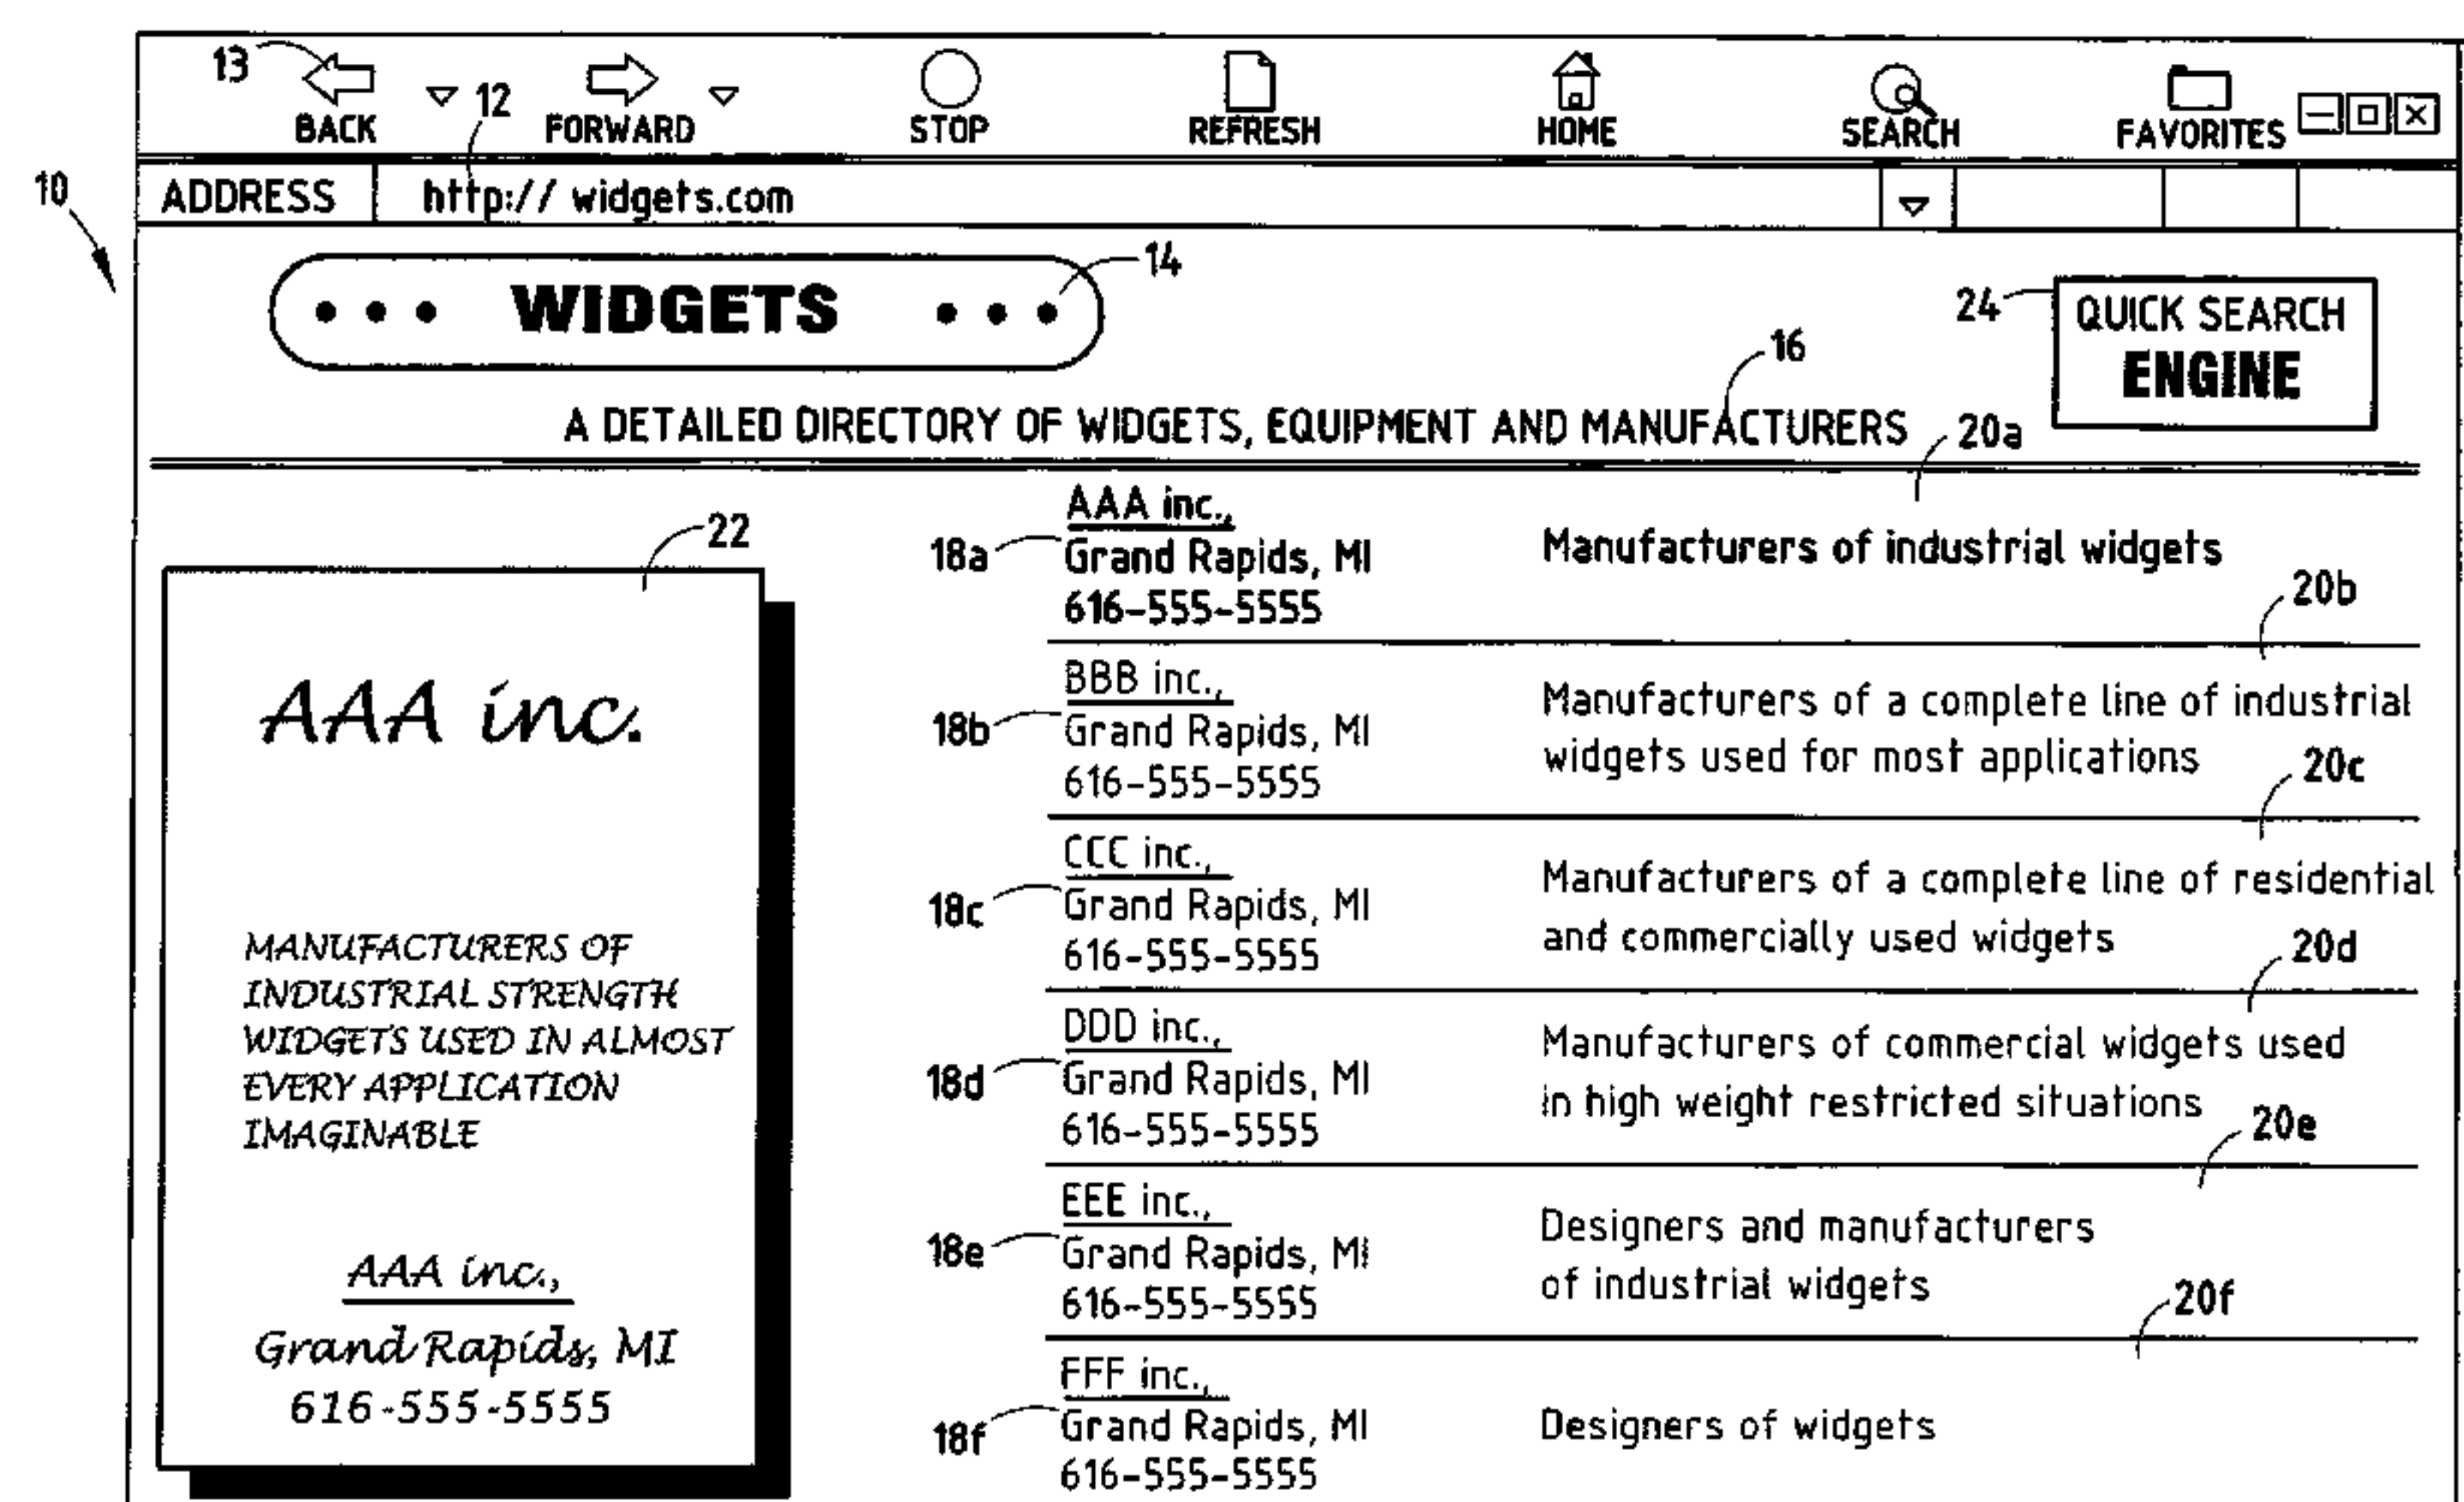 13
12
BACK FORWARD STOP REFRESH HOME SEARCH FAVORITES
10
ADDRESS http:// widgets.com
14
WIDGETS
24
QUICK SEARCH
ENGINE
16
A DETAILED DIRECTORY OF WIDGETS, EQUIPMENT AND MANUFACTURERS
20a
22
AAA inc.
MANUFACTURERS OF
INDUSTRIAL STRENGTH
WIDGETS USED IN ALMOST
EVERY APPLICATION
IMAGINABLE
AAA inc.,
Grand Rapids, MI
616-555-5555
AAA inc.,
18a Grand Rapids, MI
616-555-5555
Manufacturers of industrial widgets
20b
BBB inc.,
18b Grand Rapids, MI
616-555-5555
Manufacturers of a complete line of industrial
widgets used for most applications
20c
CCC inc.,
18c Grand Rapids, MI
616-555-5555
Manufacturers of a complete line of residential
and commercially used widgets
20d
DDD inc.,
18d Grand Rapids, MI
616-555-5555
Manufacturers of commercial widgets used
in high weight restricted situations
20e
EEE inc.,
18e Grand Rapids, MI
616-555-5555
Designers and manufacturers
of industrial widgets
20f
FFF inc.,
18f Grand Rapids, MI
616-555-5555
Designers of widgets